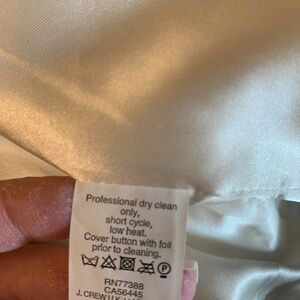 Professional dry clean
only,
short cycle,
low heat.
Cover button with foil
prior to cleaning.
P
RN77388
CA56445
J. CREW U.K.